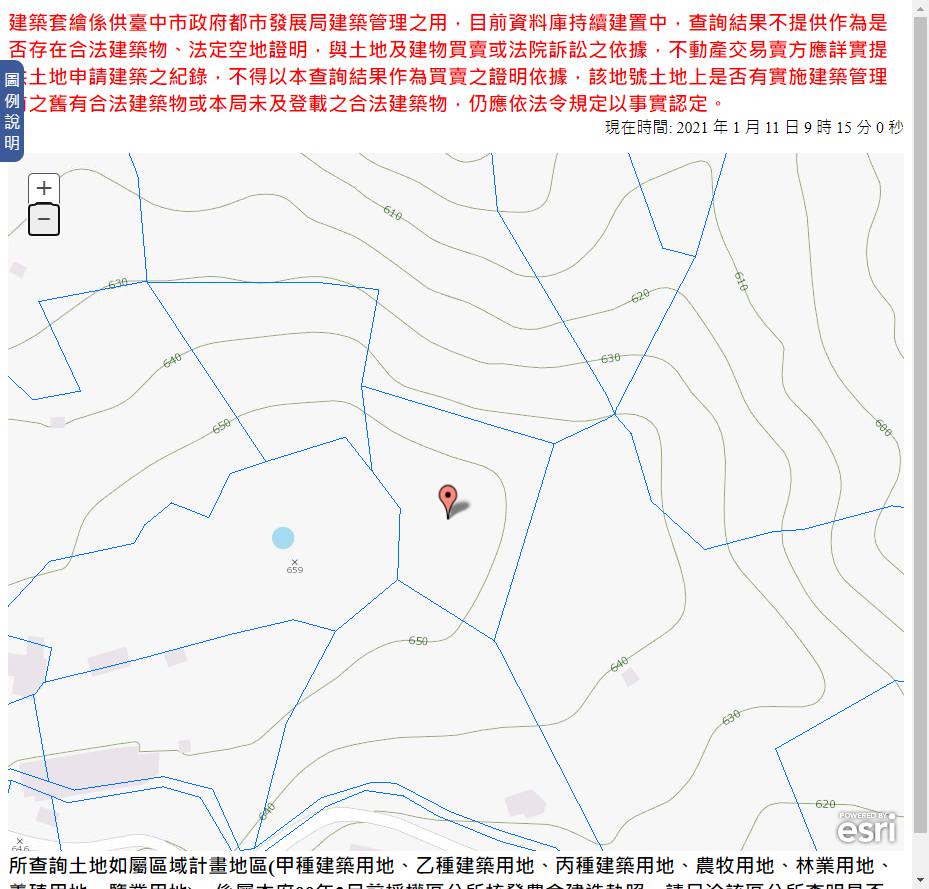 建築套繪係供臺中市政府都市發展局建築管理之用，目前資料庫持續建置中，查詢結果不提供作為是
否存在合法建築物、法定空地證明，與土地及建物買賣或法院訴訟之依據，不動產交易賣方應詳實提
土地申請建築之紀錄，不得以本查詢結果作為買賣之證明依據，該地號土地上是否有實施建築管理
之舊有合法建築物或本局未及登載之合法建築物，仍應依法令規定以事實認定。
圖例說明
現在時間: 2021 年 1 月 11 日 9 時 15 分 0 秒
+
−
610
610
620
630
630
640
600
650
659
650
640
630
640
620
646
POWERED BY
esri
所查詢土地如屬區域計畫地區(甲種建築用地、乙種建築用地、丙種建築用地、農牧用地、林業用地、